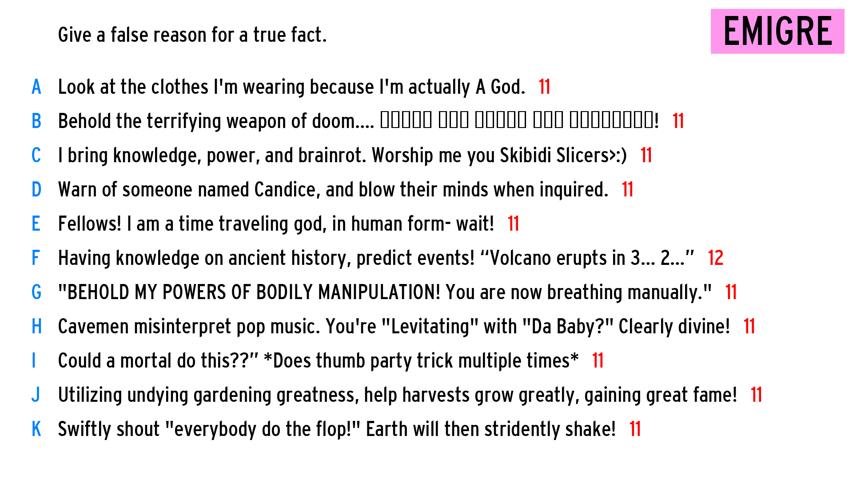 Give a false reason for a true fact.
EMIGRE
A Look at the clothes I'm wearing because I'm actually A God. 11
B Behold the terrifying weapon of doom.... ! 11
C I bring knowledge, power, and brainrot. Worship me you Skibidi Slicers>:) 11
D Warn of someone named Candice, and blow their minds when inquired. 11
E Fellows! I am a time traveling god, in human form- wait! 11
F Having knowledge on ancient history, predict events! “Volcano erupts in 3... 2...” 12
G "BEHOLD MY POWERS OF BODILY MANIPULATION! You are now breathing manually." 11
H Cavemen misinterpret pop music. You're "Levitating" with "Da Baby?" Clearly divine! 11
I Could a mortal do this??” *Does thumb party trick multiple times* 11
J Utilizing undying gardening greatness, help harvests grow greatly, gaining great fame! 11
K Swiftly shout "everybody do the flop!" Earth will then stridently shake! 11